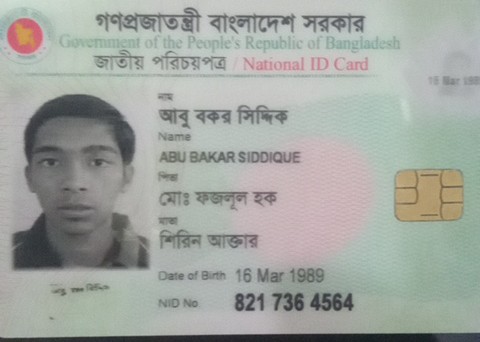 গণপ্রজাতন্ত্রী বাংলাদেশ সরকার
Government of the People's Republic of Bangladesh
জাতীয় পরিচয়পত্র / National ID Card
16 Mar 1989
নাম
আবু বকর সিদ্দিক
Name
ABU BAKAR SIDDIQUE
পিতা
মোঃ ফজলুল হক
মাতা
শিরিন আক্তার
Date of Birth 16 Mar 1989
NID No 821 736 4564